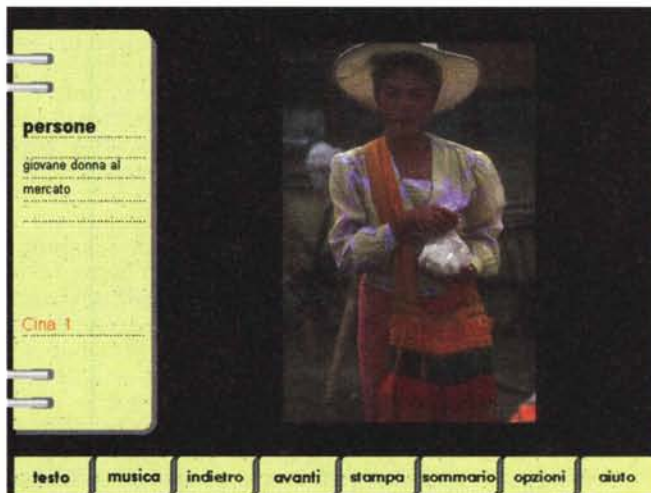 persone
giovane donna al
mercato
Cina 1
testo musica indietro avanti stampa sommario opzioni aiuto